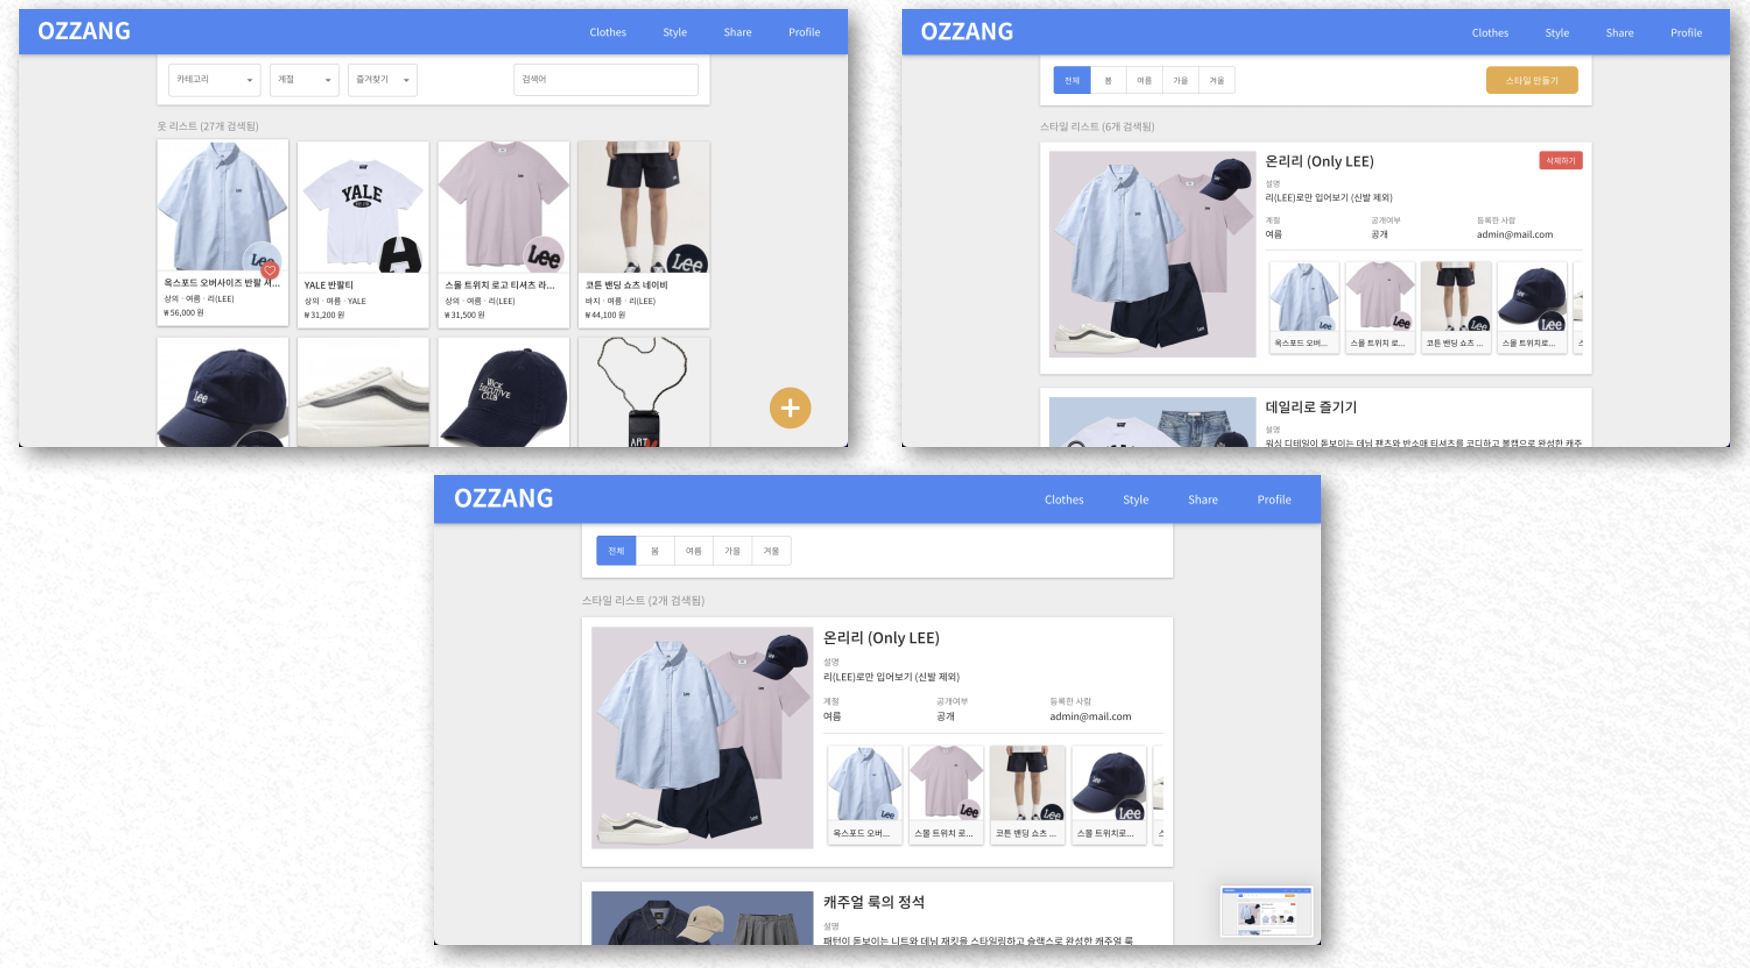 OZZANG
Clothes Style Share Profile
카테고리 계절 즐겨찾기 검색어
옷 리스트 (27개 검색됨)
YALE
Lee
Lee
Lee
옥스포드 오버사이즈 반팔 셔...
상의 · 여름 · 리(LEE)
₩ 56,000 원
YALE 반팔티
상의 · 여름 · YALE
₩ 31,200 원
스몰 트위치 로고 티셔츠 라...
상의 · 여름 · 리(LEE)
₩ 31,500 원
코튼 밴딩 쇼츠 네이비
바지 · 여름 · 리(LEE)
₩ 44,100 원
Lee
WICK
EXECUTIVE
CLUB
ART
OZZANG
Clothes Style Share Profile
전체 봄 여름 가을 겨울 스타일 만들기
스타일 리스트 (6개 검색됨)
온리리 (Only LEE) 삭제하기
설명
리(LEE)로만 입어보기 (신발 제외)
계절 공개여부 등록한 사람
여름 공개 admin@mail.com
Lee
Lee
Lee
Lee
Lee
옥스포드 오버... 스몰 트위치 로... 코튼 밴딩 쇼츠 ... 스몰 트위치로...
데일리로 즐기기
설명
워싱 디테일이 돋보이는 데님 팬츠와 반소매 티셔츠를 코디하고 볼캡으로 완성한 캐주
OZZANG
Clothes Style Share Profile
전체 봄 여름 가을 겨울
스타일 리스트 (2개 검색됨)
온리리 (Only LEE)
설명
리(LEE)로만 입어보기 (신발 제외)
계절 공개여부 등록한 사람
여름 공개 admin@mail.com
Lee
Lee
Lee
Lee
Lee
옥스포드 오버... 스몰 트위치 로... 코튼 밴딩 쇼츠 ... 스몰 트위치로...
캐주얼 룩의 정석
설명
패턴이 돋보이는 니트와 데님 재킷을 스타일링하고 슬랙스로 완성한 캐주얼 룩